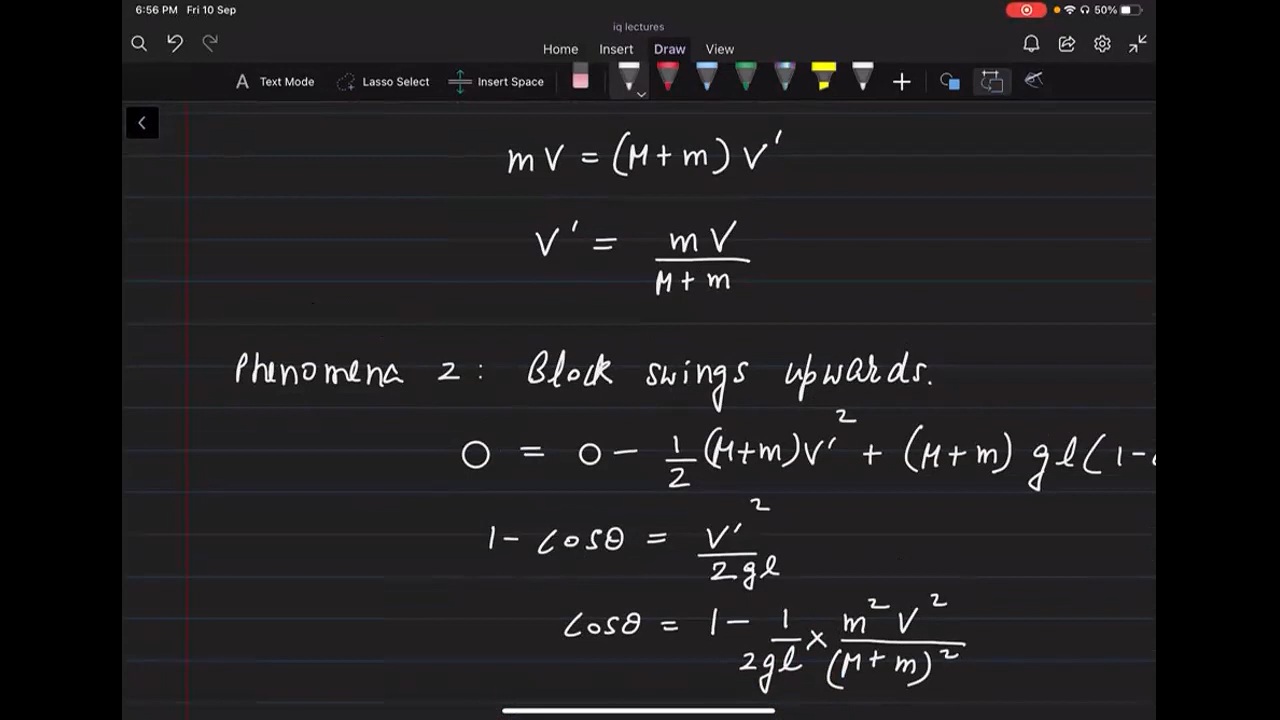 6:56 PM Fri 10 Sep
50%
iq lectures
Home Insert Draw View
Text Mode Lasso Select Insert Space
mV = (M+m) V'
V' = mV / M+m
Phenomena 2 : Block swings upwards.
0 = 0 - 1/2 (M+m)V'² + (M+m) gl(1-
1 - cosθ = V'² / 2gl
cosθ = 1 - 1/2gl × m²V² / (M+m)²